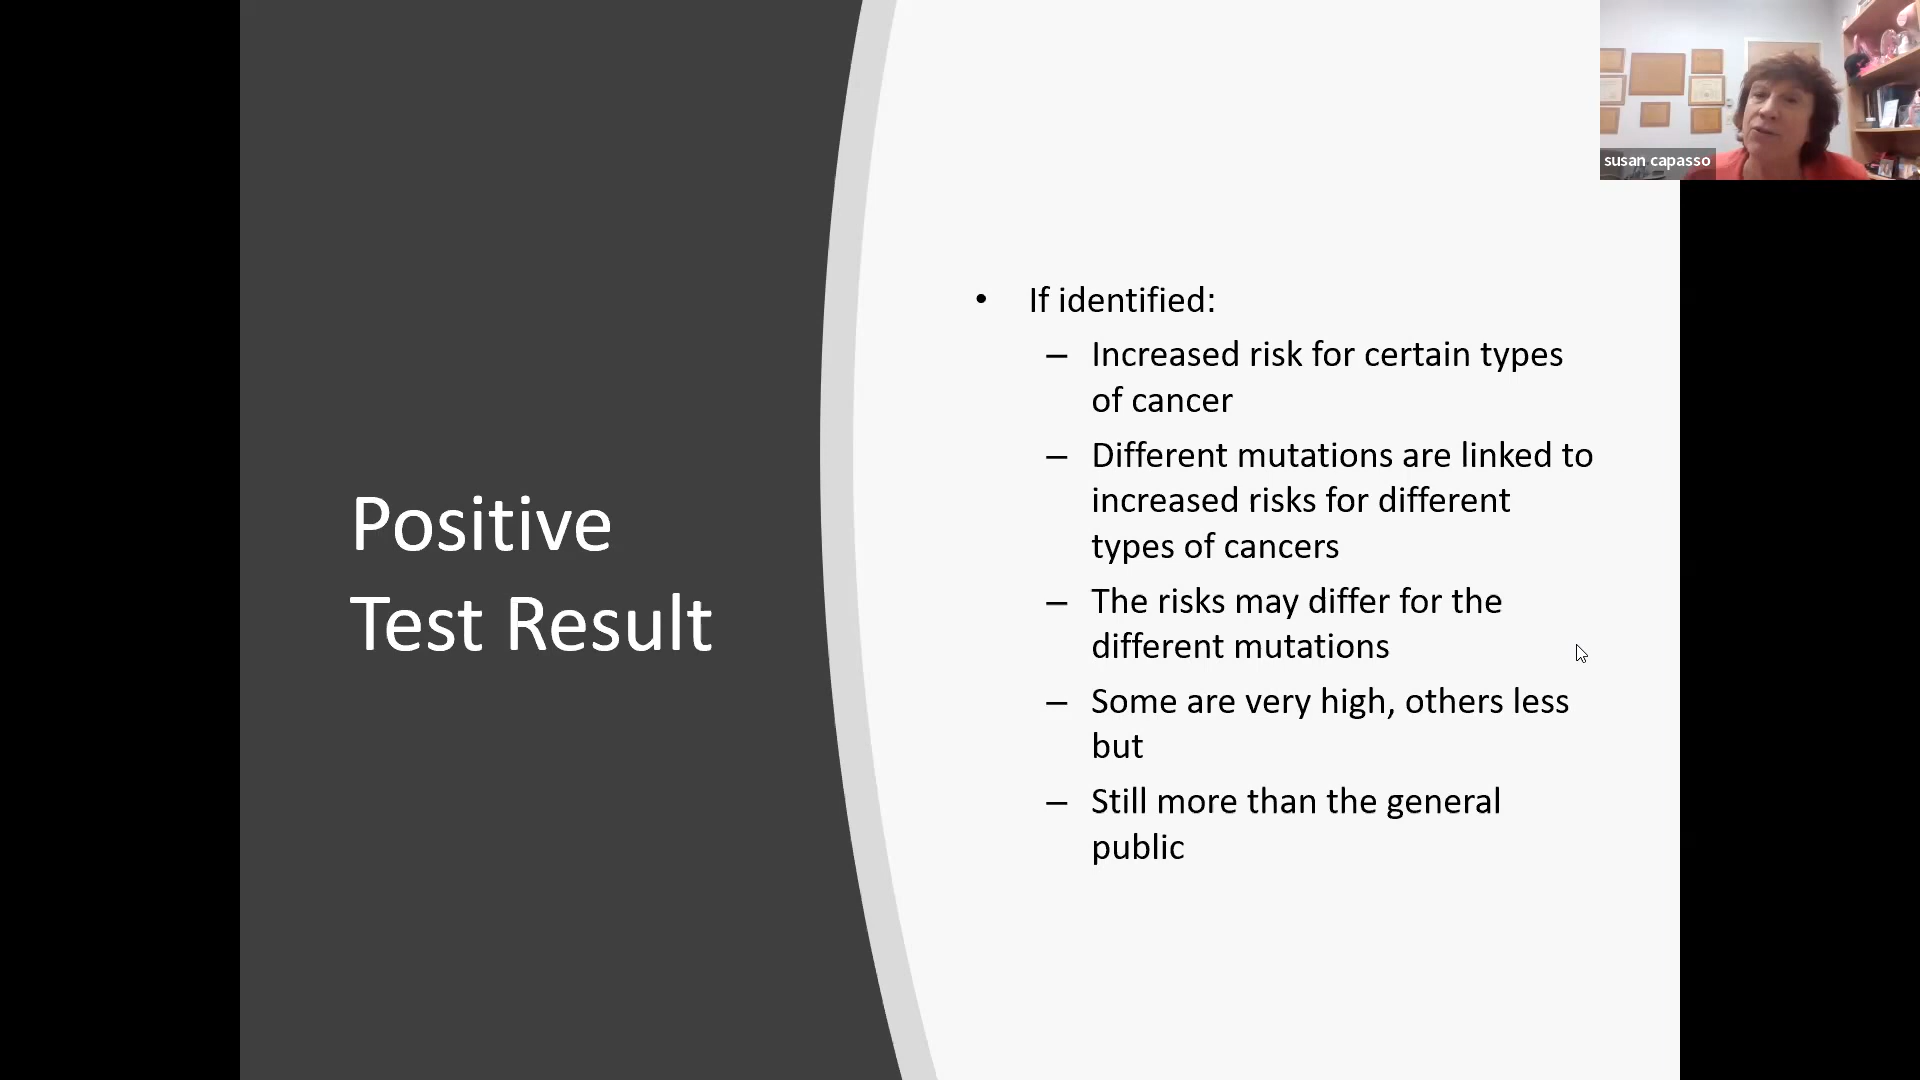 susan capasso
Positive
Test Result
• If identified:
– Increased risk for certain types
of cancer
– Different mutations are linked to
increased risks for different
types of cancers
– The risks may differ for the
different mutations
– Some are very high, others less
but
– Still more than the general
public